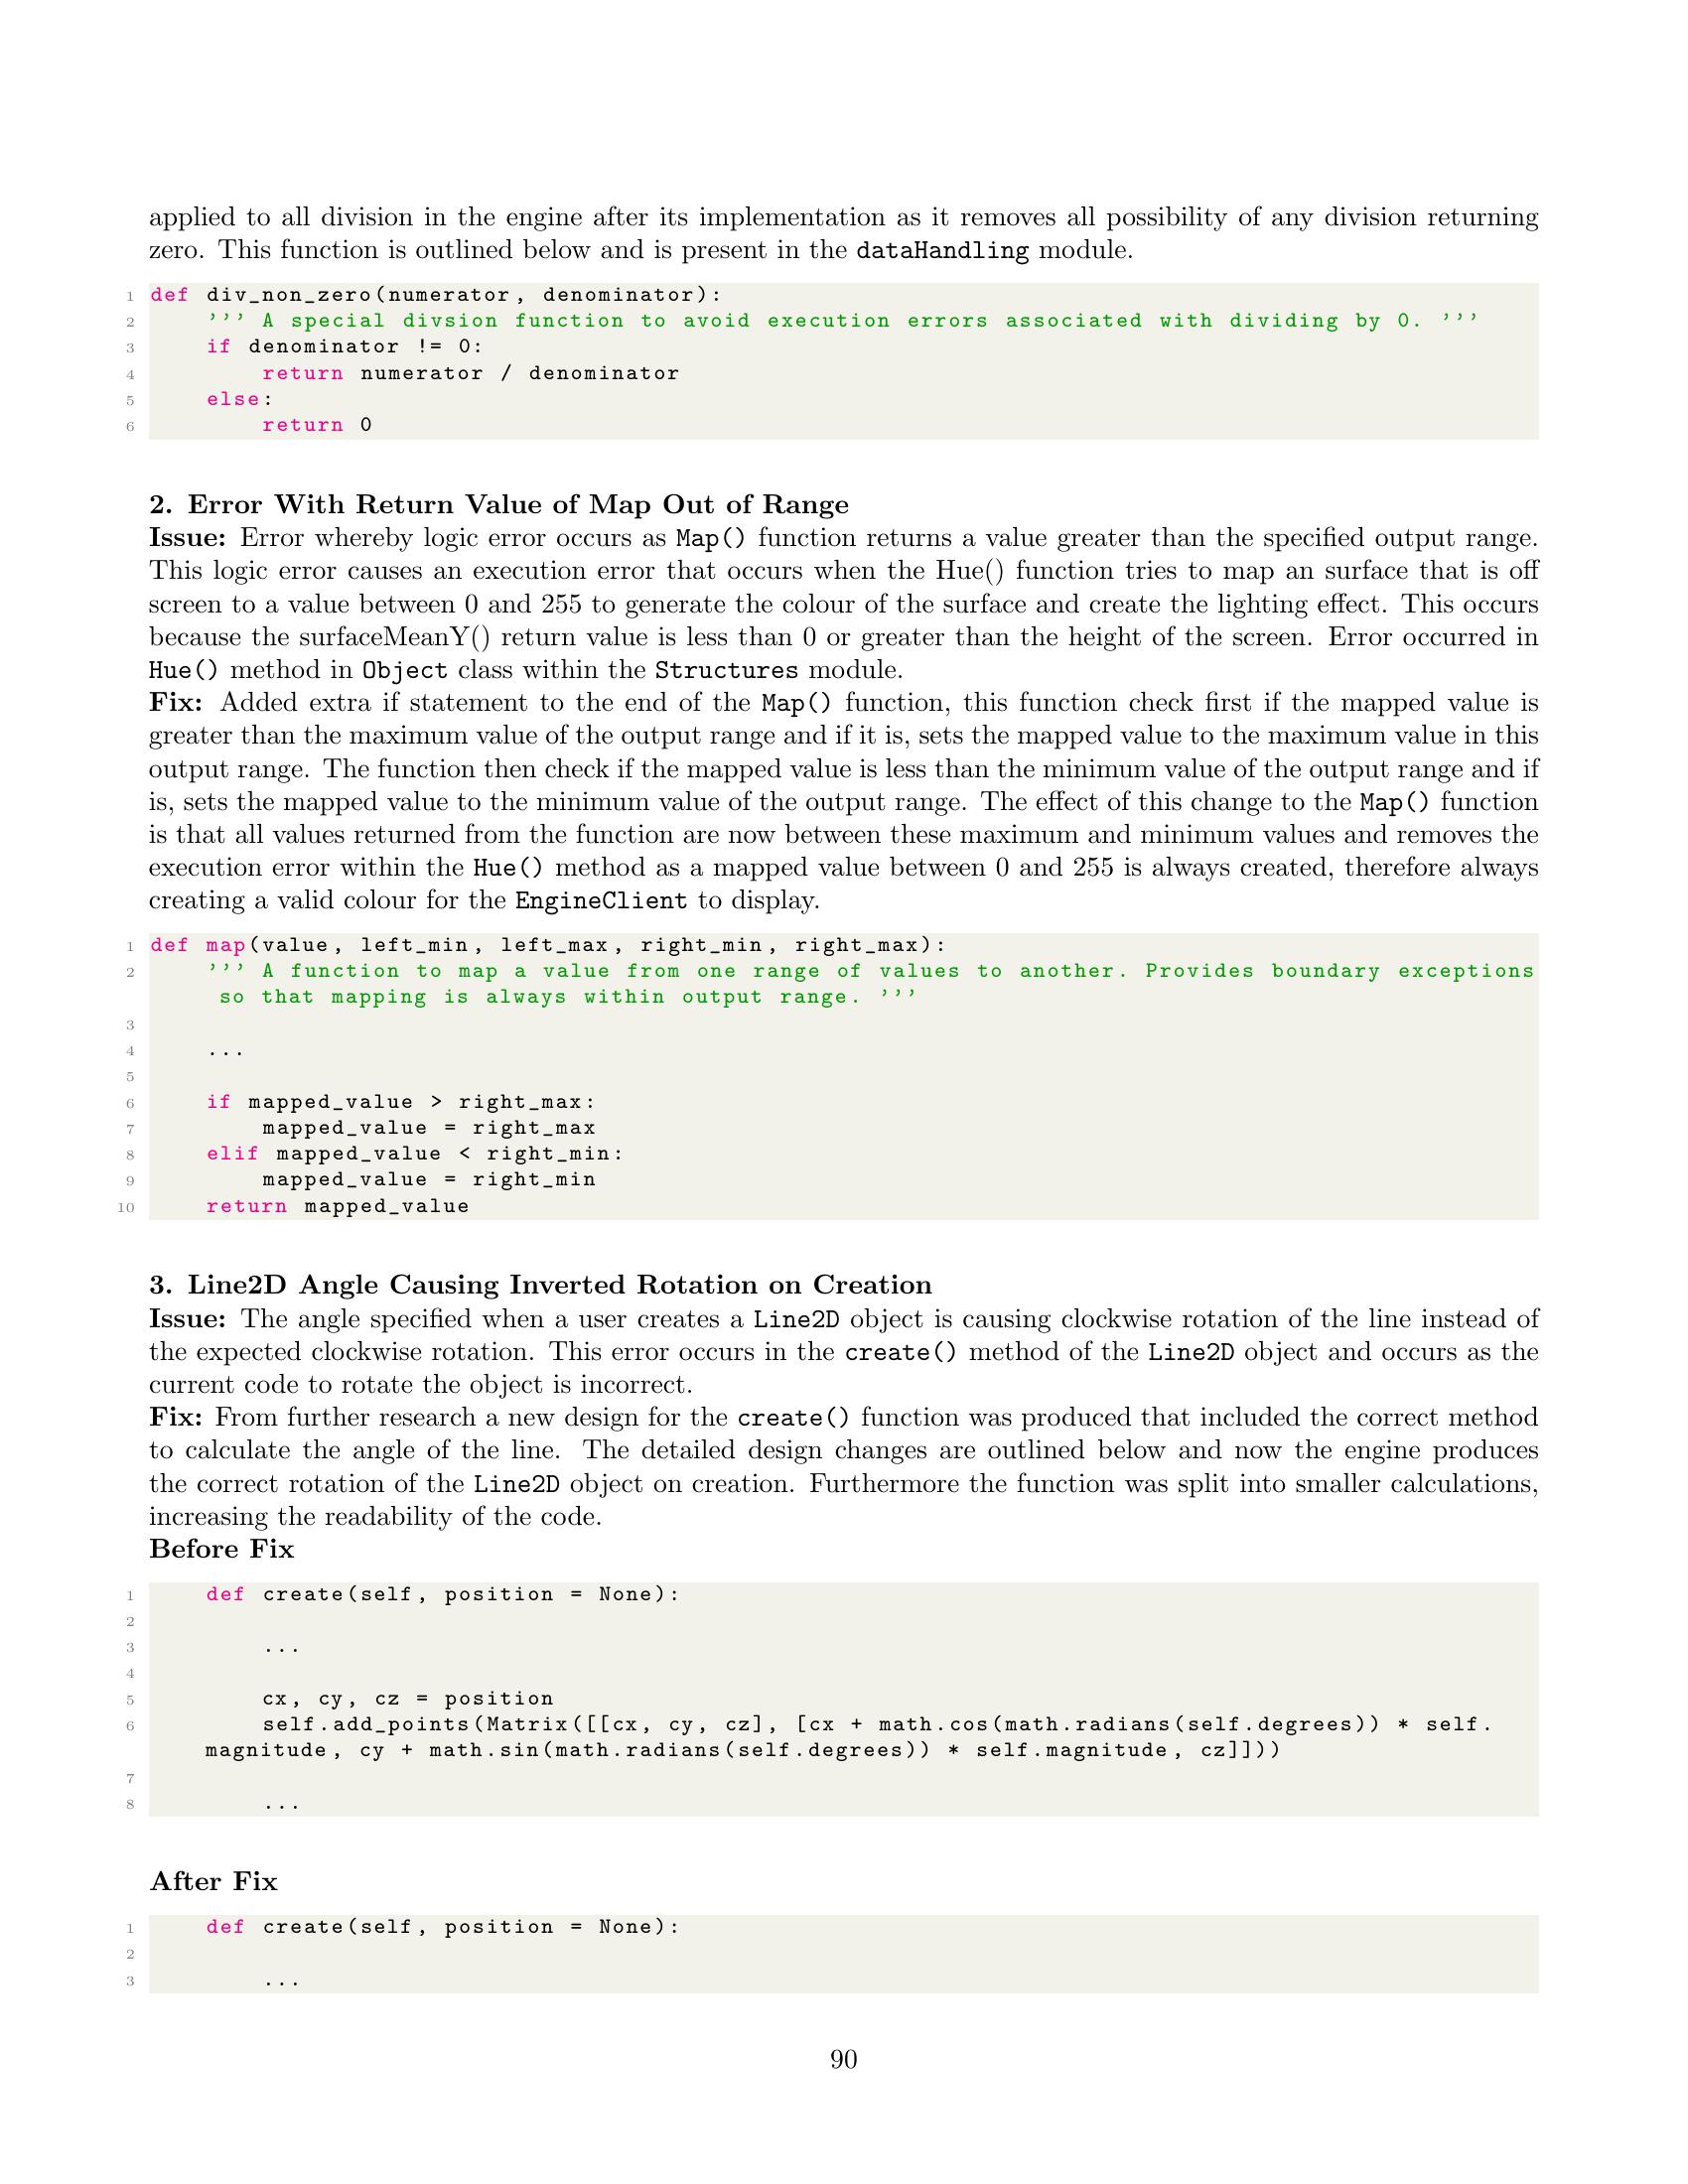 applied to all division in the engine after its implementation as it removes all possibility of any division returning
zero. This function is outlined below and is present in the dataHandling module.
1 def div_non_zero(numerator, denominator):
2     ''' A special divsion function to avoid execution errors associated with dividing by 0. '''
3     if denominator != 0:
4         return numerator / denominator
5     else:
6         return 0
2. Error With Return Value of Map Out of Range
Issue: Error whereby logic error occurs as Map() function returns a value greater than the specified output range.
This logic error causes an execution error that occurs when the Hue() function tries to map an surface that is off
screen to a value between 0 and 255 to generate the colour of the surface and create the lighting effect. This occurs
because the surfaceMeanY() return value is less than 0 or greater than the height of the screen. Error occurred in
Hue() method in Object class within the Structures module.
Fix: Added extra if statement to the end of the Map() function, this function check first if the mapped value is
greater than the maximum value of the output range and if it is, sets the mapped value to the maximum value in this
output range. The function then check if the mapped value is less than the minimum value of the output range and if
is, sets the mapped value to the minimum value of the output range. The effect of this change to the Map() function
is that all values returned from the function are now between these maximum and minimum values and removes the
execution error within the Hue() method as a mapped value between 0 and 255 is always created, therefore always
creating a valid colour for the EngineClient to display.
1 def map(value, left_min, left_max, right_min, right_max):
2     ''' A function to map a value from one range of values to another. Provides boundary exceptions
so that mapping is always within output range. '''
3
4     ...
5
6     if mapped_value > right_max:
7         mapped_value = right_max
8     elif mapped_value < right_min:
9         mapped_value = right_min
10     return mapped_value
3. Line2D Angle Causing Inverted Rotation on Creation
Issue: The angle specified when a user creates a Line2D object is causing clockwise rotation of the line instead of
the expected clockwise rotation. This error occurs in the create() method of the Line2D object and occurs as the
current code to rotate the object is incorrect.
Fix: From further research a new design for the create() function was produced that included the correct method
to calculate the angle of the line. The detailed design changes are outlined below and now the engine produces
the correct rotation of the Line2D object on creation. Furthermore the function was split into smaller calculations,
increasing the readability of the code.
Before Fix
1     def create(self, position = None):
2
3         ...
4
5         cx, cy, cz = position
6         self.add_points(Matrix([[cx, cy, cz], [cx + math.cos(math.radians(self.degrees)) * self.
magnitude, cy + math.sin(math.radians(self.degrees)) * self.magnitude, cz]]))
7
8         ...
After Fix
1     def create(self, position = None):
2
3         ...
90